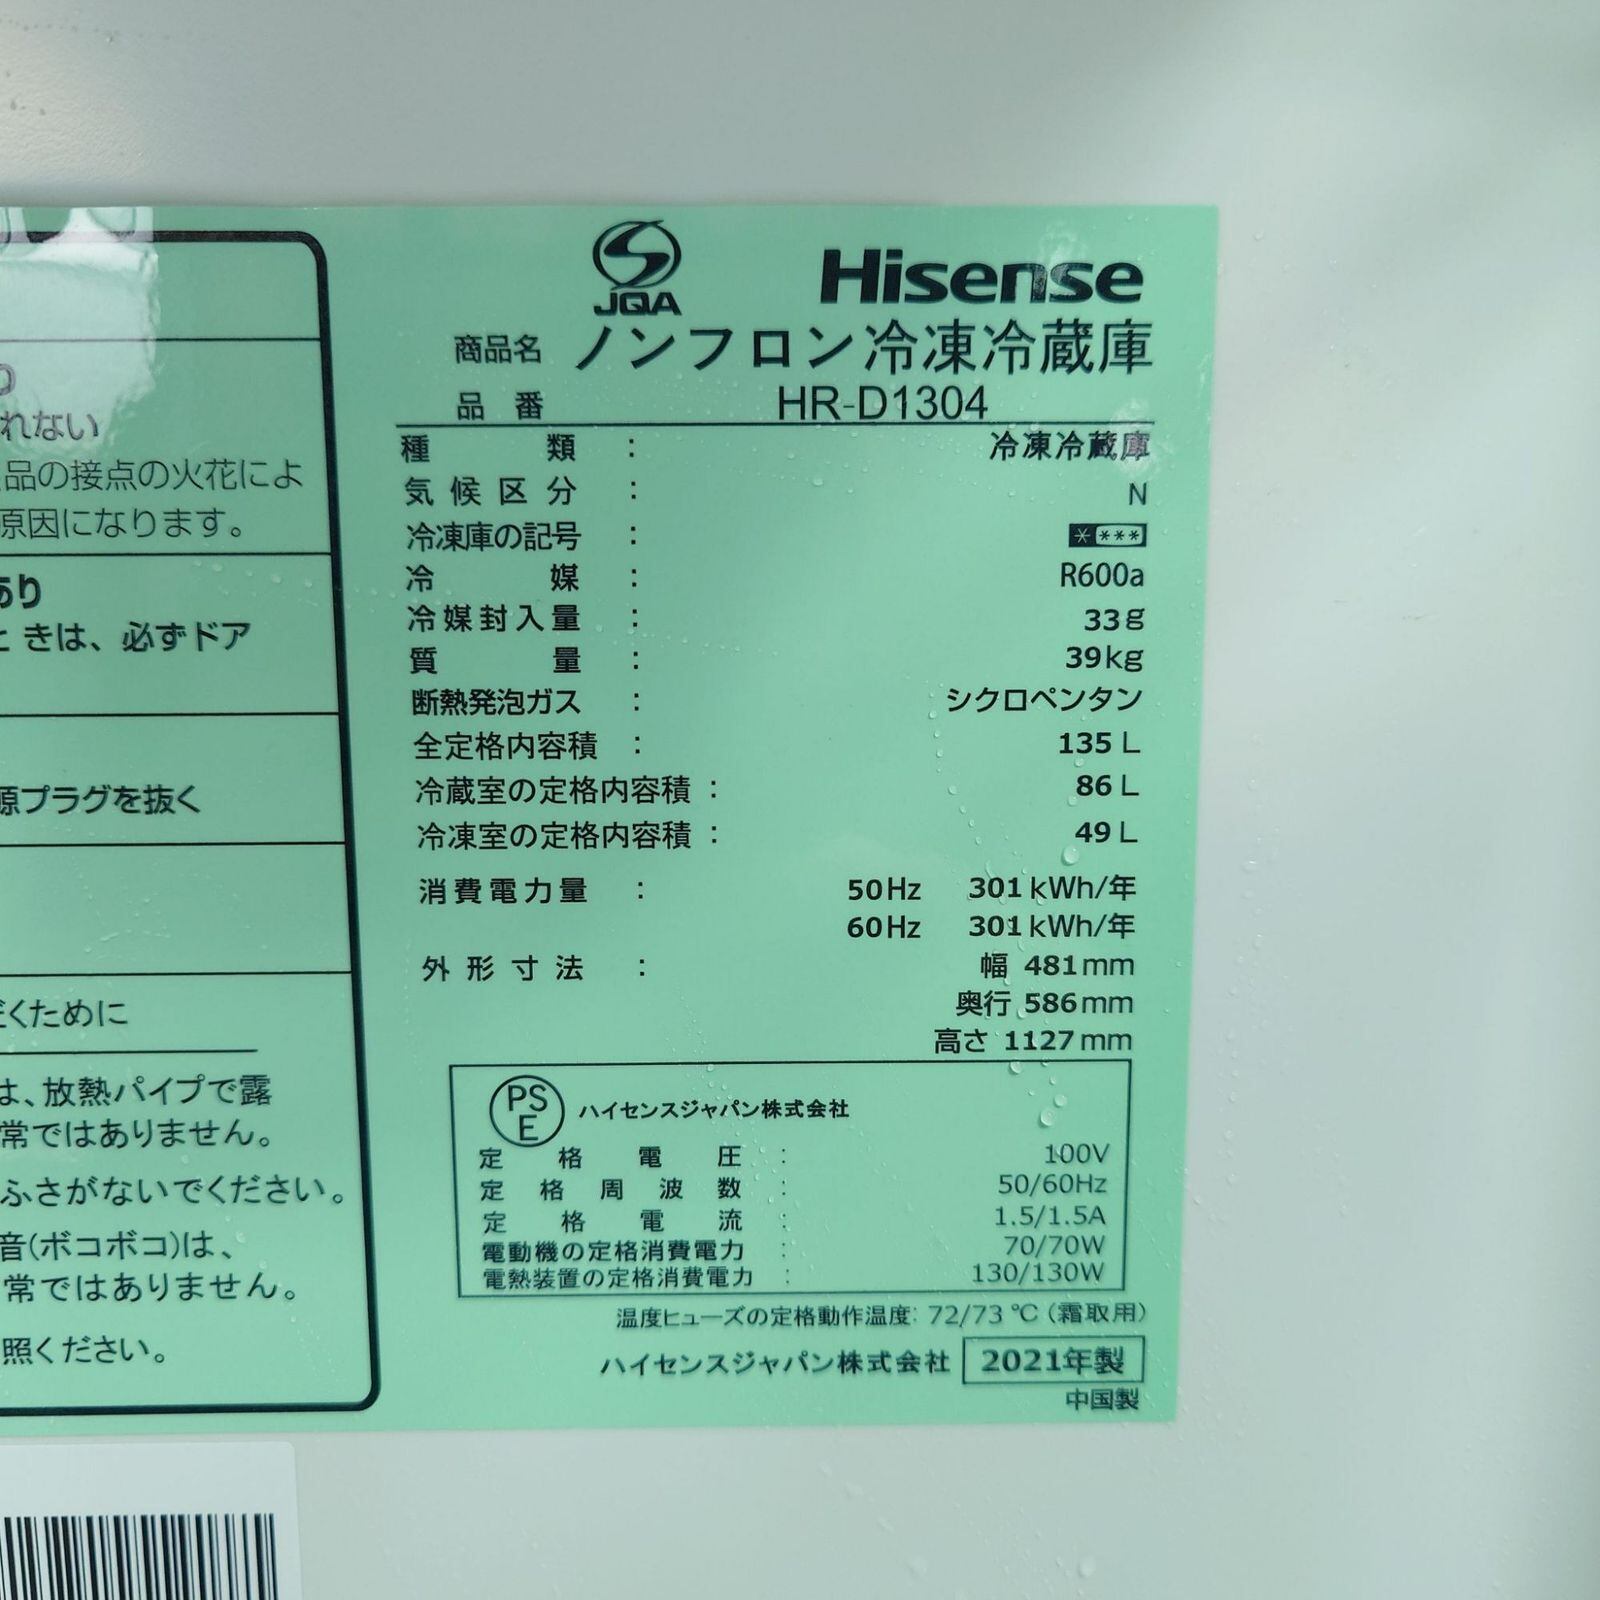 り
れない
品の接点の火花によ
原因になります。
あり
ときは、必ずドア
源プラグを抜く
くために
は、放熱パイプで露
常ではありません。
ふさがないでください。
音(ボコボコ)は、
常ではありません。
照ください。
JQA
Hisense
商品名 ノンフロン冷凍冷蔵庫
品番 HR-D1304
種類 : 冷凍冷蔵庫
気候区分 : N
冷凍庫の記号 : ＊***
冷媒 : R600a
冷媒封入量 : 33g
質量 : 39kg
断熱発泡ガス : シクロペンタン
全定格内容積 : 135 L
冷蔵室の定格内容積 : 86 L
冷凍室の定格内容積 : 49 L
消費電力量 : 50Hz 301kWh/年
60Hz 301kWh/年
外形寸法 : 幅 481mm
奥行 586mm
高さ 1127mm
PSE ハイセンスジャパン株式会社
定格電圧 : 100V
定格周波数 : 50/60Hz
定格電流 : 1.5/1.5A
電動機の定格消費電力 : 70/70W
電熱装置の定格消費電力 : 130/130W
温度ヒューズの定格動作温度: 72/73℃(霜取用)
ハイセンスジャパン株式会社 2021年製
中国製